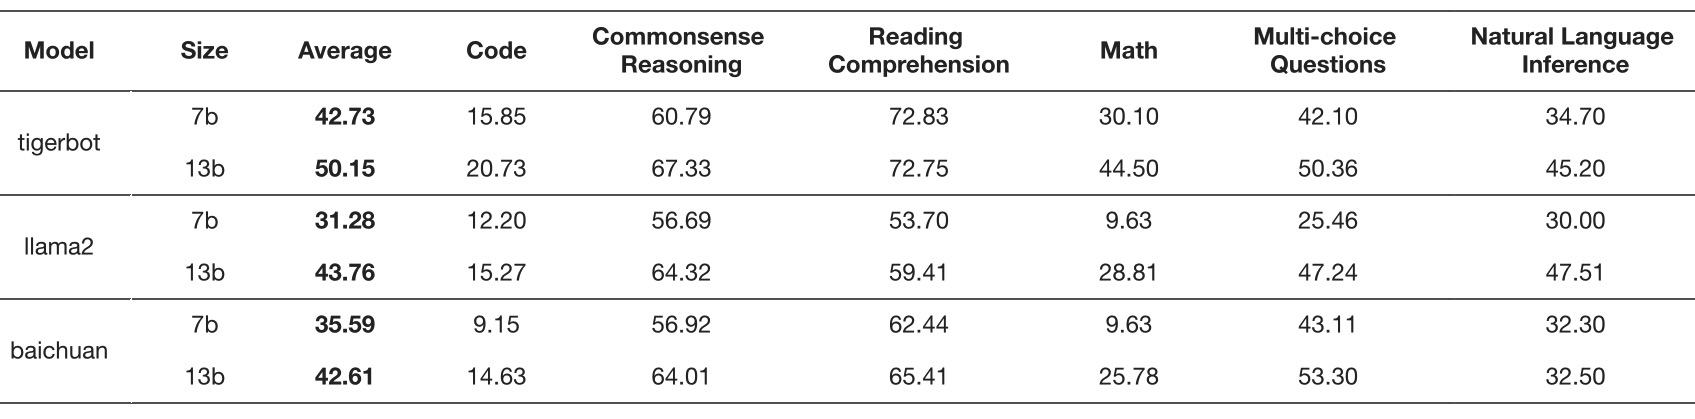 Model Size Average Code Commonsense Reasoning Reading Comprehension Math Multi-choice Questions Natural Language Inference
tigerbot 7b 42.73 15.85 60.79 72.83 30.10 42.10 34.70
13b 50.15 20.73 67.33 72.75 44.50 50.36 45.20
llama2 7b 31.28 12.20 56.69 53.70 9.63 25.46 30.00
13b 43.76 15.27 64.32 59.41 28.81 47.24 47.51
baichuan 7b 35.59 9.15 56.92 62.44 9.63 43.11 32.30
13b 42.61 14.63 64.01 65.41 25.78 53.30 32.50